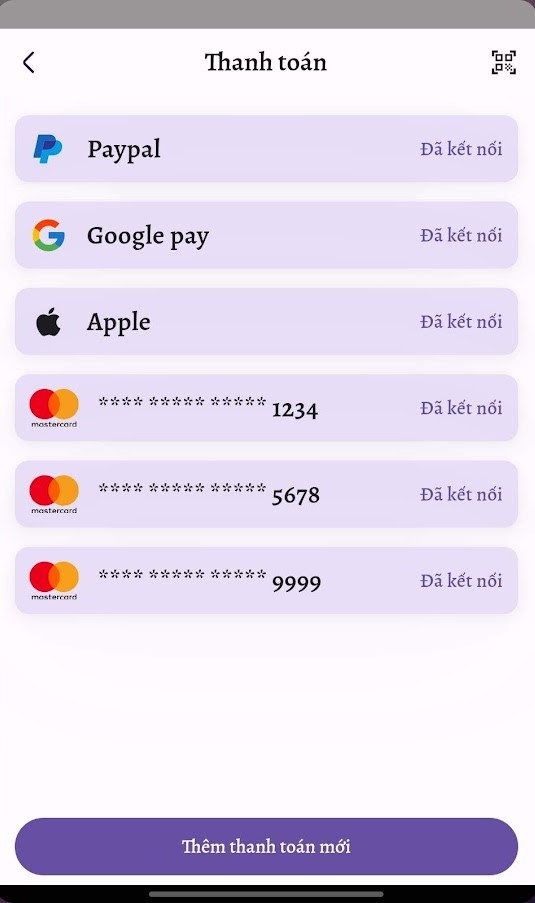 Thanh toán
Paypal Đã kết nối
Google pay Đã kết nối
Apple Đã kết nối
mastercard **** ***** ***** 1234 Đã kết nối
mastercard **** ***** ***** 5678 Đã kết nối
mastercard **** ***** ***** 9999 Đã kết nối
Thêm thanh toán mới